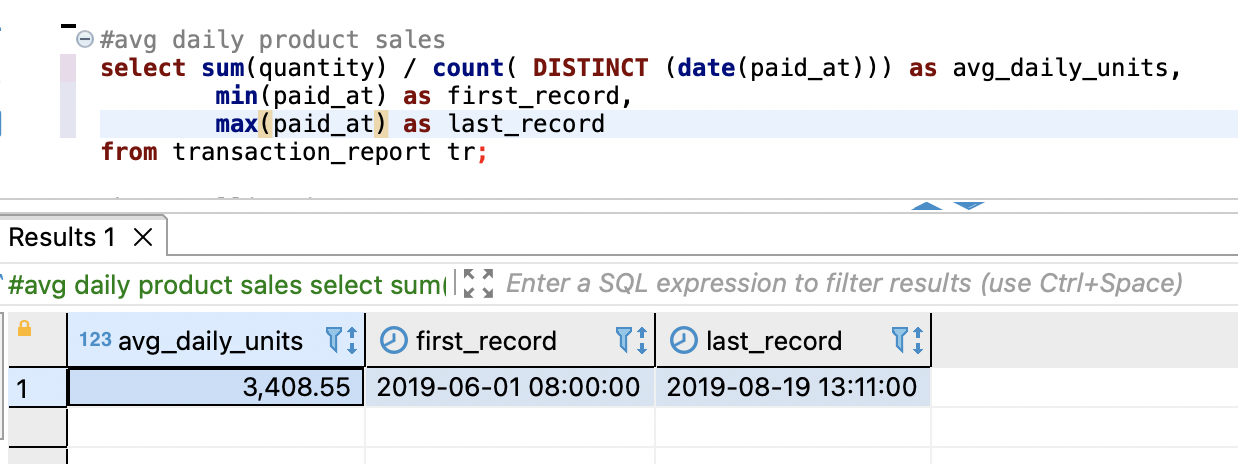 #avg daily product sales
select sum(quantity) / count( DISTINCT (date(paid_at))) as avg_daily_units,
min(paid_at) as first_record,
max(paid_at) as last_record
from transaction_report tr;
Results 1
#avg daily product sales select sum( Enter a SQL expression to filter results (use Ctrl+Space)
123 avg_daily_units first_record last_record
1 3,408.55 2019-06-01 08:00:00 2019-08-19 13:11:00